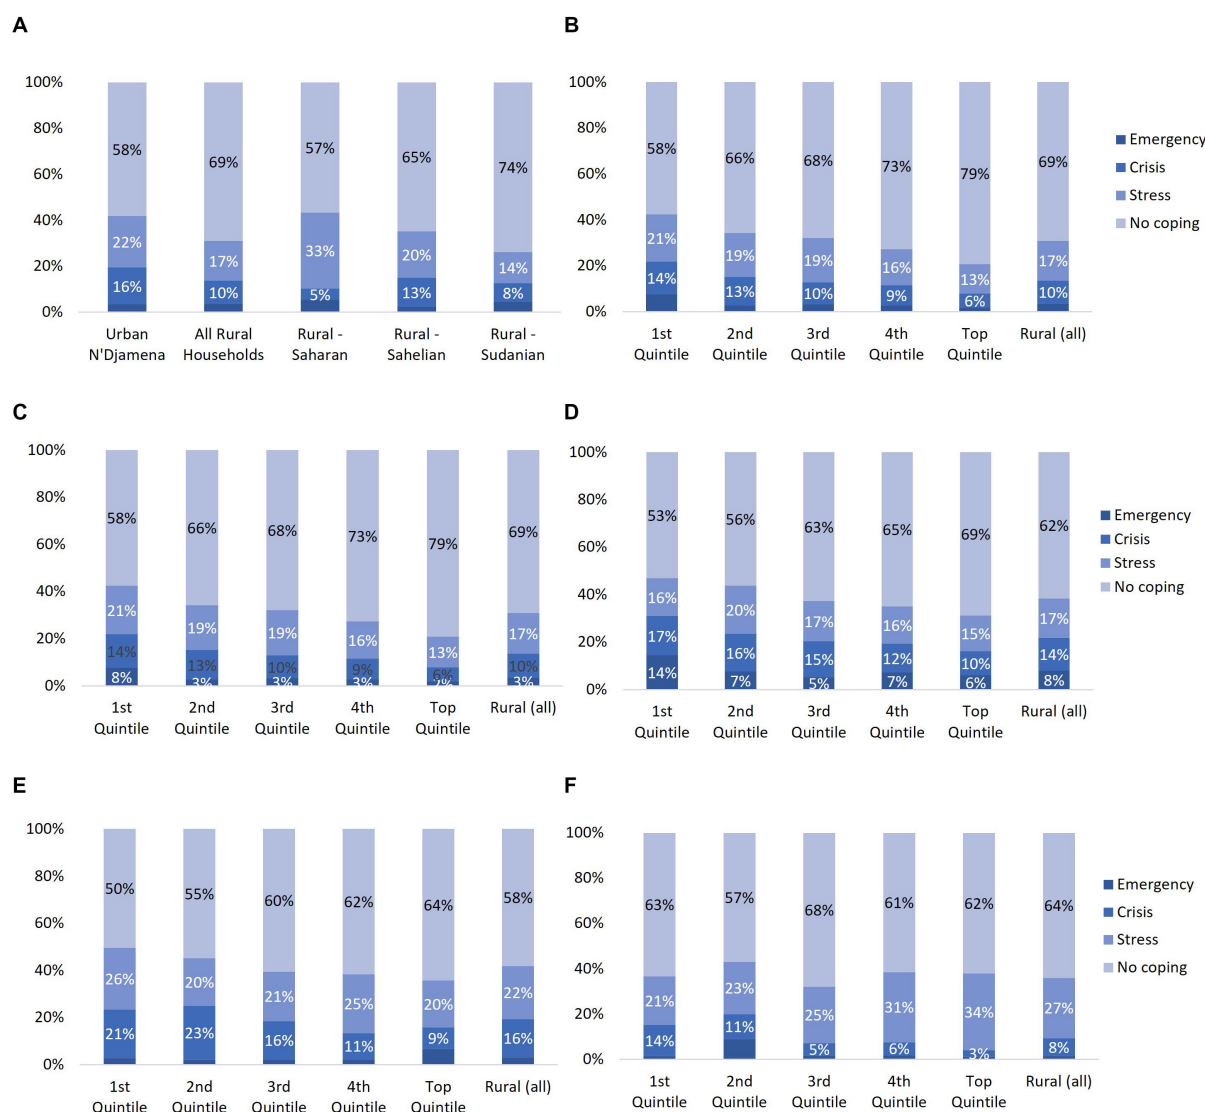 A
100%
80%
60%
40%
20%
0%
58%
69%
57%
65%
74%
22%
17%
33%
20%
14%
16%
10%
5%
13%
8%
Urban
N'Djamena
All Rural
Households
Rural -
Saharan
Rural -
Sahelian
Rural -
Sudanian
B
100%
80%
60%
40%
20%
0%
58%
66%
68%
73%
79%
69%
21%
19%
19%
16%
13%
17%
14%
13%
10%
9%
6%
10%
1st
Quintile
2nd
Quintile
3rd
Quintile
4th
Quintile
Top
Quintile
Rural (all)
Emergency
Crisis
Stress
No coping
C
100%
80%
60%
40%
20%
0%
58%
66%
68%
73%
79%
69%
21%
19%
19%
16%
13%
17%
14%
13%
10%
9%
6%
10%
8%
3%
3%
3%
2%
3%
1st
Quintile
2nd
Quintile
3rd
Quintile
4th
Quintile
Top
Quintile
Rural (all)
D
100%
80%
60%
40%
20%
0%
53%
56%
63%
65%
69%
62%
16%
20%
17%
16%
15%
17%
17%
16%
15%
12%
10%
14%
14%
7%
5%
7%
6%
8%
1st
Quintile
2nd
Quintile
3rd
Quintile
4th
Quintile
Top
Quintile
Rural (all)
Emergency
Crisis
Stress
No coping
E
100%
80%
60%
40%
20%
0%
50%
55%
60%
62%
64%
58%
26%
20%
21%
25%
20%
22%
21%
23%
16%
11%
9%
16%
1st
Quintile
2nd
Quintile
3rd
Quintile
4th
Quintile
Top
Quintile
Rural (all)
F
100%
80%
60%
40%
20%
0%
63%
57%
68%
61%
62%
64%
21%
23%
25%
31%
34%
27%
14%
11%
5%
6%
3%
8%
1st
Quintile
2nd
Quintile
3rd
Quintile
4th
Quintile
Top
Quintile
Rural (all)
Emergency
Crisis
Stress
No coping